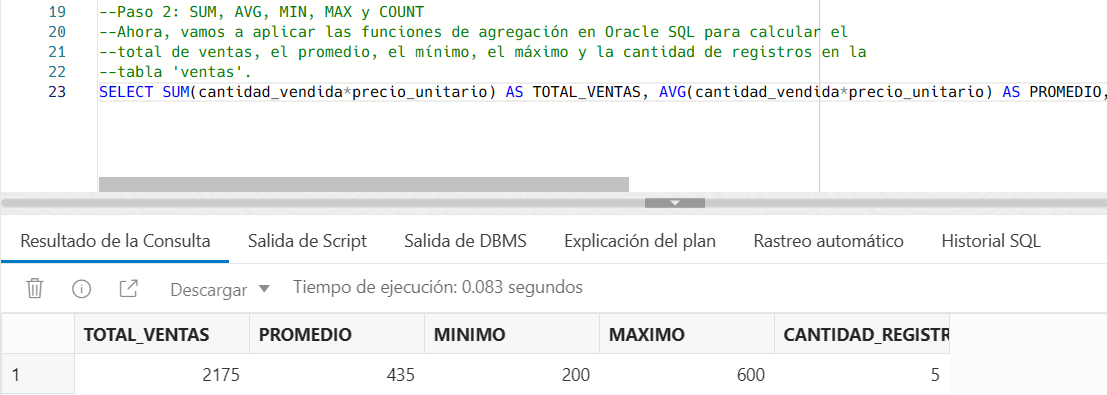 19 --Paso 2: SUM, AVG, MIN, MAX y COUNT
20 --Ahora, vamos a aplicar las funciones de agregación en Oracle SQL para calcular el
21 --total de ventas, el promedio, el mínimo, el máximo y la cantidad de registros en la
22 --tabla 'ventas'.
23 SELECT SUM(cantidad_vendida*precio_unitario) AS TOTAL_VENTAS, AVG(cantidad_vendida*precio_unitario) AS PROMEDIO,
Resultado de la Consulta Salida de Script Salida de DBMS Explicación del plan Rastreo automático Historial SQL
Descargar Tiempo de ejecución: 0.083 segundos
TOTAL_VENTAS PROMEDIO MINIMO MAXIMO CANTIDAD_REGISTR
1 2175 435 200 600 5